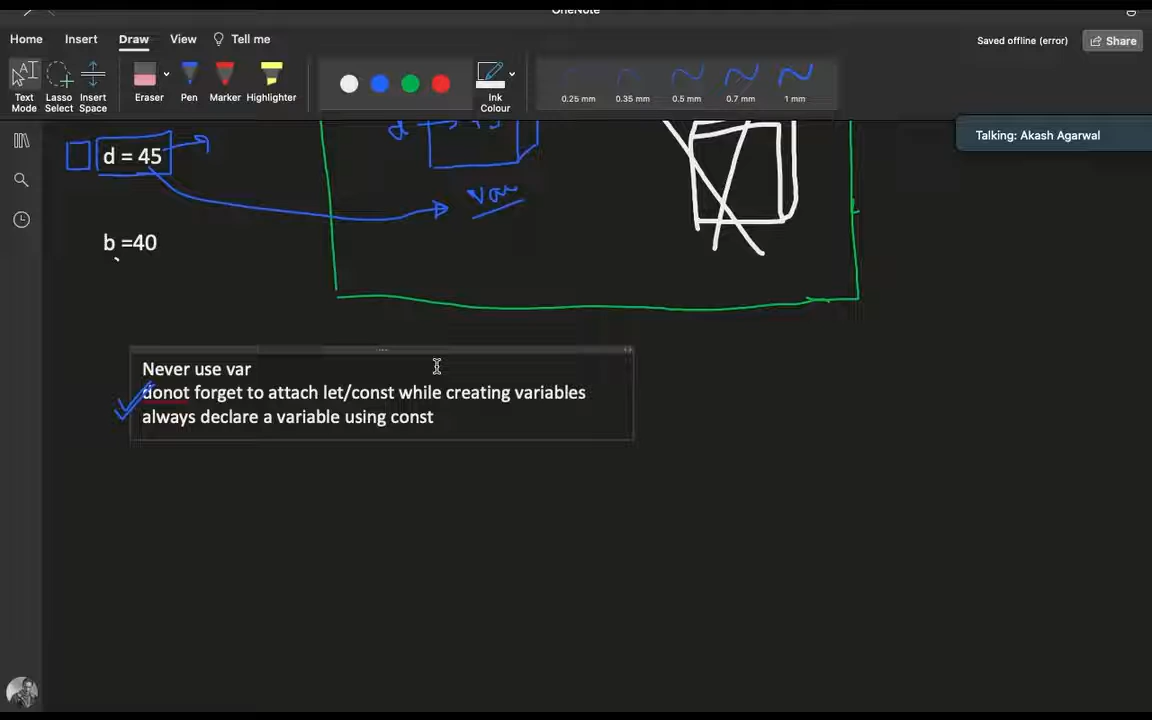 OneNote
Home Insert Draw View Tell me
Saved offline (error) Share
Text Mode
Lasso Select
Insert Space
Eraser
Pen
Marker
Highlighter
Ink Colour
0.25 mm 0.35 mm 0.5 mm 0.7 mm 1 mm
Talking: Akash Agarwal
d
d = 45
var
b =40
Never use var
donot forget to attach let/const while creating variables
always declare a variable using const